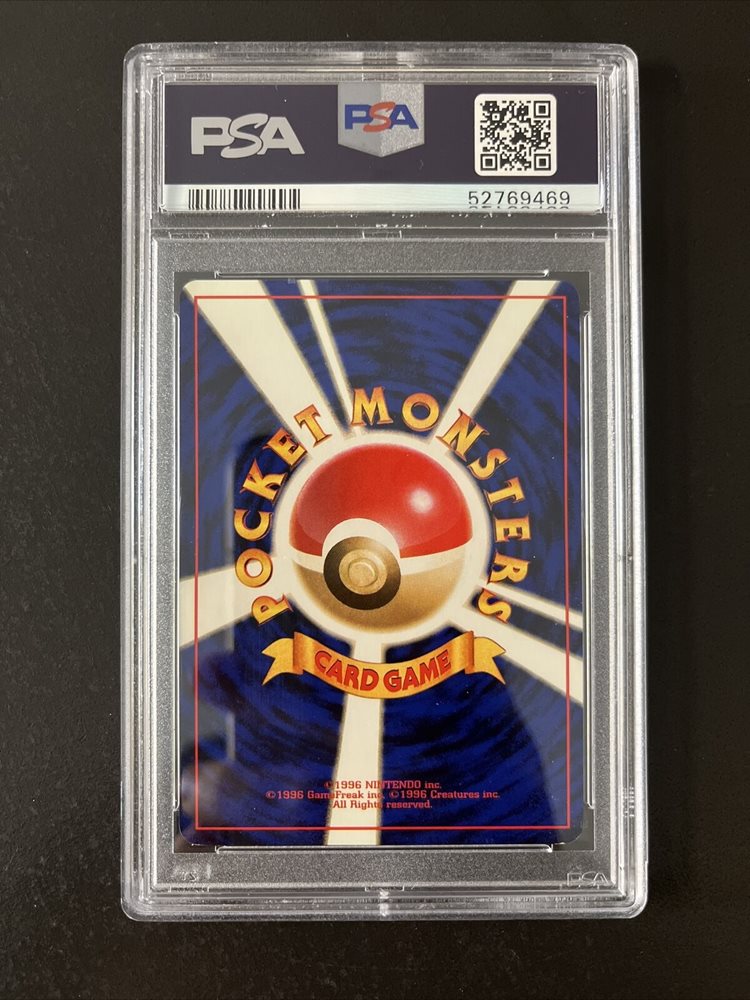 PSA
PSA
52769469
POCKET MONSTERS
CARD GAME
©1996 NINTENDO inc.
©1996 GameFreak inc. ©1996 Creatures inc.
All Rights reserved.
PSA